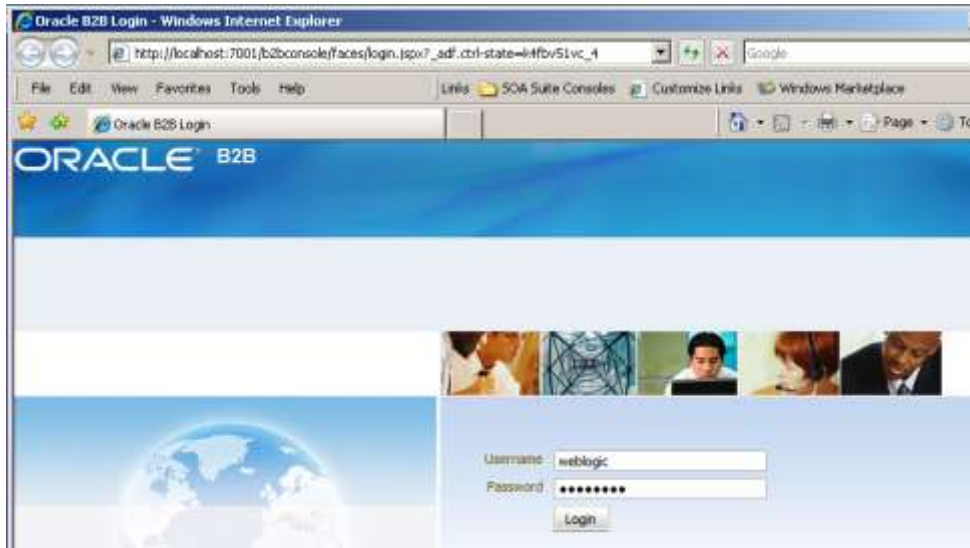 Oracle B2B Login - Windows Internet Explorer
http://localhost:7001/b2bconsole/faces/login.jspx?_adf.ctrl-state=k4fbv51vc_4
Google
File Edit View Favorites Tools Help
Links SOA Suite Consoles Customize Links Windows Marketplace
Oracle B2B Login
Page
ORACLE B2B
Username weblogic
Password ••••••••
Login